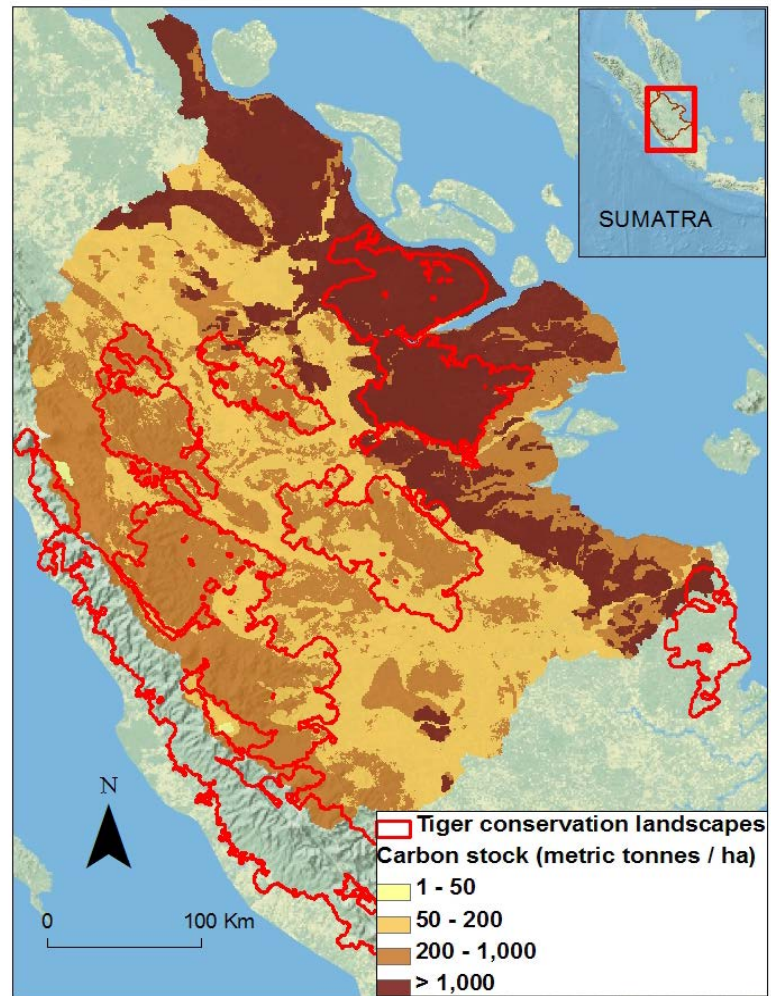 SUMATRA
N
0 100 Km
Tiger conservation landscapes
Carbon stock (metric tonnes / ha)
1 - 50
50 - 200
200 - 1,000
> 1,000